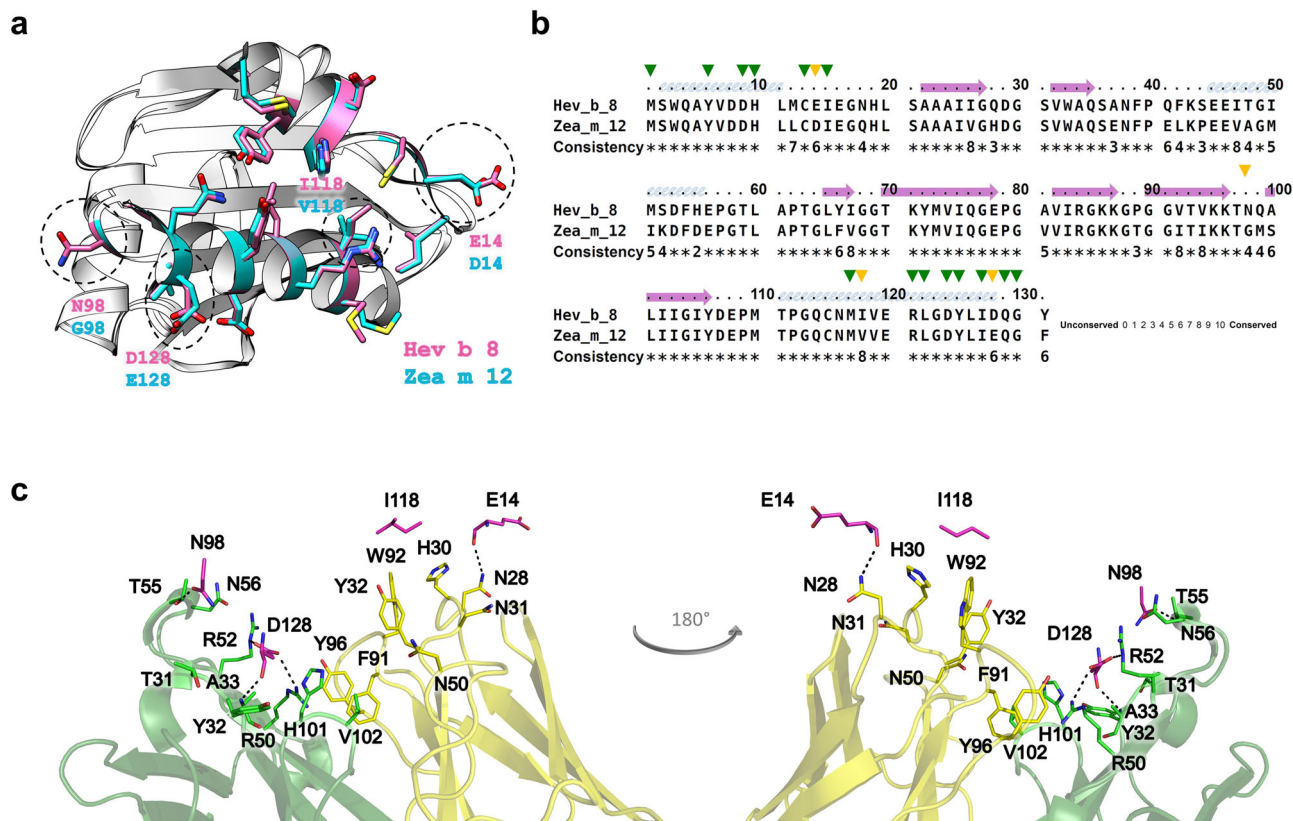 a
I118
V118
E14
D14
N98
G98
D128
E128
Hev b 8
Zea m 12
b
10 20 30 40 50
Hev_b_8 MSWQAYVDDH LMCEIEGNHL SAAAIIGQDG SVWAQSANFP QFKSEEITGI
Zea_m_12 MSWQAYVDDH LLCDIEGQHL SAAAIVGHDG SVWAQSENFP ELKPEEVAGM
Consistency ********** *7*6***4** *****8*3** ******3*** 64*3**84*5
60 70 80 90 100
Hev_b_8 MSDFHEPGTL APTGLYIGGT KYMVIQGEPG AVIRGKKGPG GVTVKKTNQA
Zea_m_12 IKDFDEPGTL APTGLFVGGT KYMVIQGEPG VVIRGKKGTG GITIKKTGMS
Consistency 54**2***** *****68*** ********** 5*******3* *8*8***446
110 120 130
Hev_b_8 LIIGIYDEPM TPGQCNMIVE RLGDYLIDQG Y
Zea_m_12 LIIGIYDEPM TPGQCNMVVE RLGDYLIEQG F
Consistency ********** *******8** *******6** 6
Unconserved 0 1 2 3 4 5 6 7 8 9 10 Conserved
c
I118
E14
N98
W92
H30
T55
N56
Y32
N28
R52
D128
N31
Y96
T31
A33
F91
N50
Y32
R50
H101
V102
180°
E14
I118
H30
W92
N28
N98
T55
N31
Y32
D128
N56
R52
N50
F91
T31
A33
Y96
V102
H101
Y32
R50